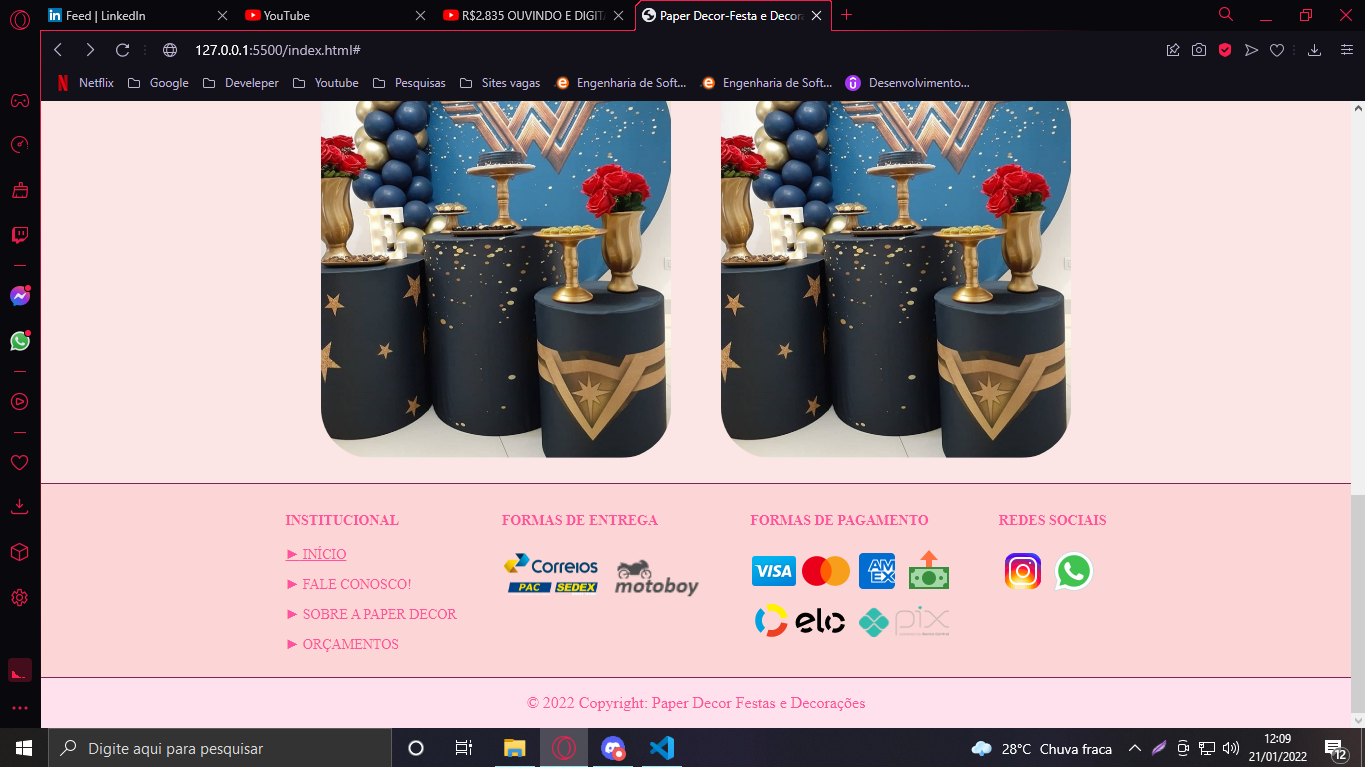 Feed | LinkedIn
YouTube
R$2.835 OUVINDO E DIGITA
Paper Decor-Festa e Decora
127.0.0.1:5500/index.html#
Netflix
Google
Develeper
Youtube
Pesquisas
Sites vagas
Engenharia de Soft...
Engenharia de Soft...
Desenvolvimento...
INSTITUCIONAL
► INÍCIO
► FALE CONOSCO!
► SOBRE A PAPER DECOR
► ORÇAMENTOS
FORMAS DE ENTREGA
Correios
PAC SEDEX
motoboy
FORMAS DE PAGAMENTO
VISA
AM
EX
elo
pix
REDES SOCIAIS
© 2022 Copyright: Paper Decor Festas e Decorações
Digite aqui para pesquisar
28°C Chuva fraca
12:09
21/01/2022
12